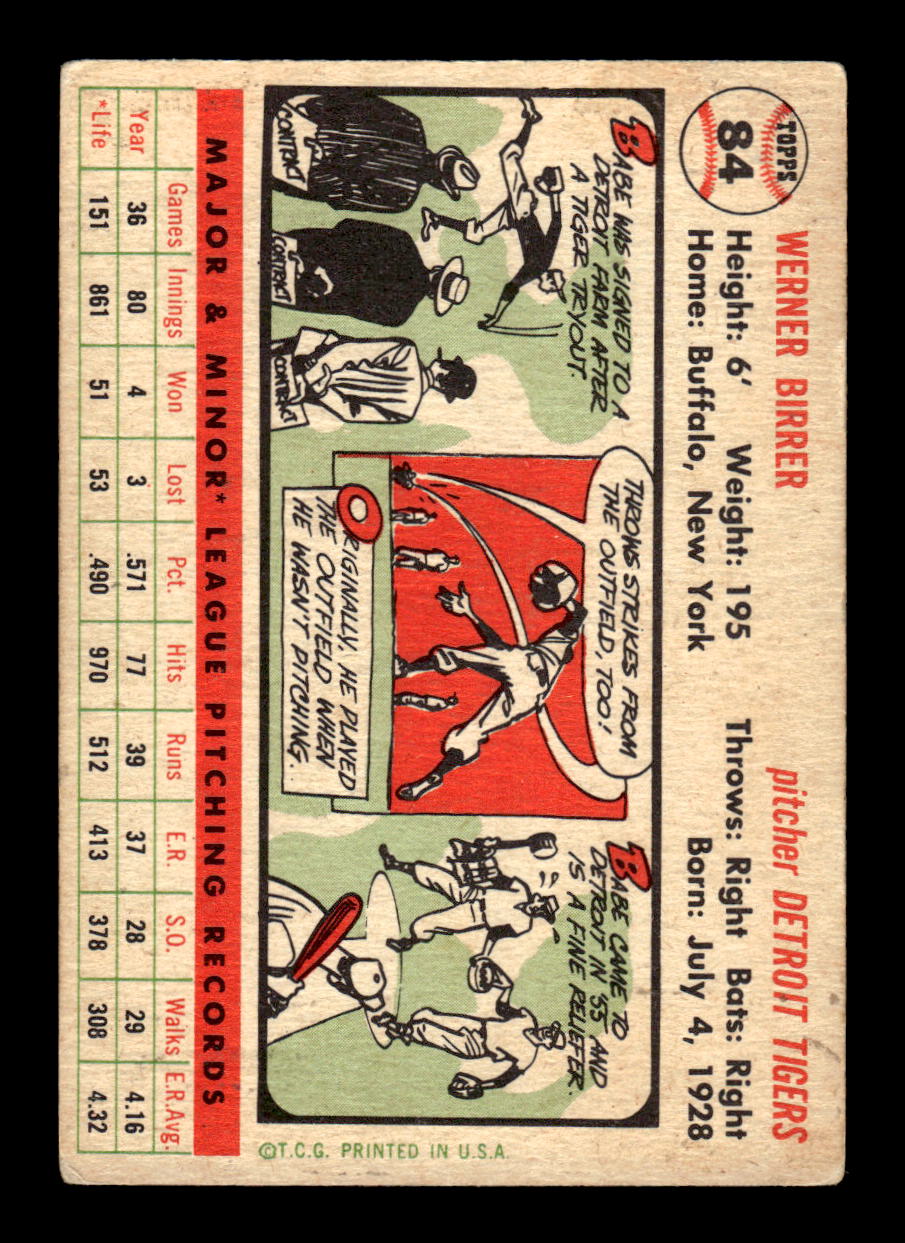 TOPPS
84
WERNER BIRRER pitcher DETROIT TIGERS
Height: 6' Weight: 195 Throws: Right Bats: Right
Home: Buffalo, New York Born: July 4, 1928
BABE WAS SIGNED TO A
DETROIT FARM AFTER
A TIGER TRYOUT.
CONTRACT
CONTRACT
CONTRACT
THROWS STRIKES FROM
THE OUTFIELD, TOO!
ORIGINALLY, HE PLAYED
THE OUTFIELD WHEN
HE WASN'T PITCHING..
BABE CAME TO
DETROIT IN '55 AND
IS A FINE RELIEFER.
©T.C.G. PRINTED IN U.S.A.
MAJOR & MINOR* LEAGUE PITCHING RECORDS
Games Innings Won Lost Pct. Hits Runs E.R. S.O. Walks E.R.Avg.
Year 36 80 4 3 .571 77 39 37 28 29 4.16
*Life 151 861 51 53 .490 970 512 413 378 308 4.32